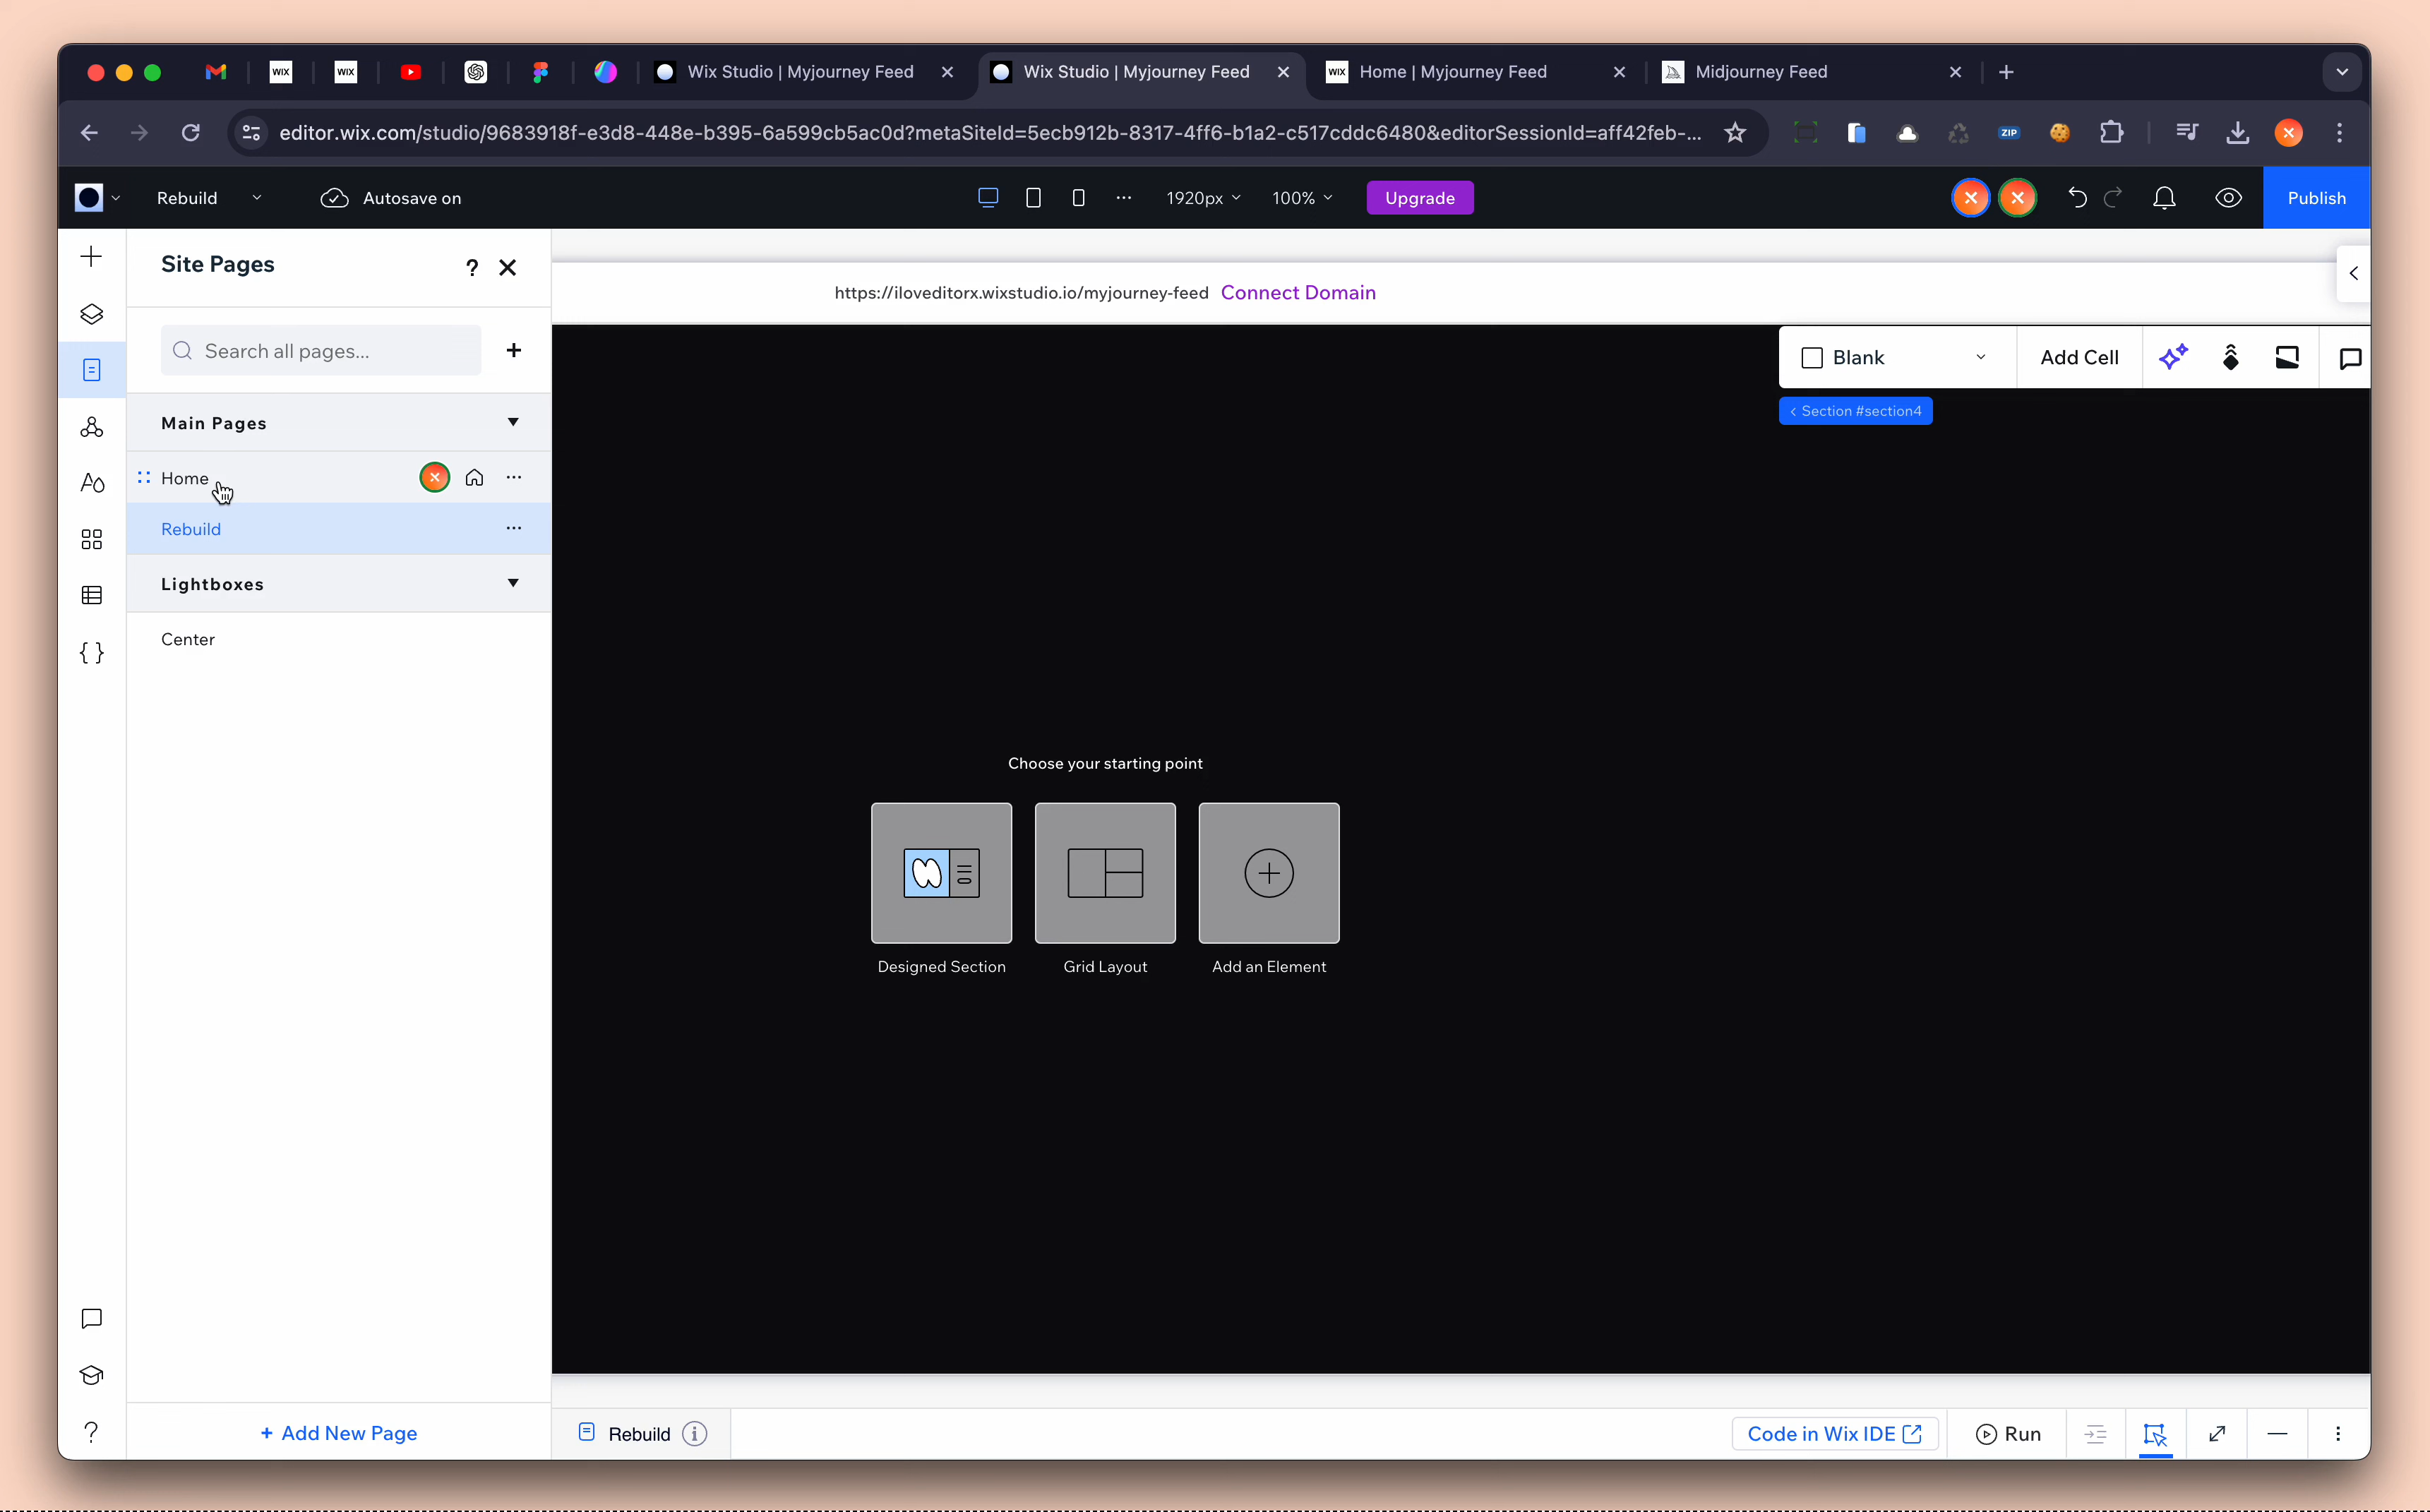 WIX
WIX
Wix Studio | Myjourney Feed
Wix Studio | Myjourney Feed
WIX
Home | Myjourney Feed
Midjourney Feed
editor.wix.com/studio/9683918f-e3d8-448e-b395-6a599cb5ac0d?metaSiteId=5ecb912b-8317-4ff6-b1a2-c517cddc6480&editorSessionId=aff42feb-...
ZIP
Rebuild
Autosave on
1920px
100%
Upgrade
Publish
Site Pages
?
https://iloveditorx.wixstudio.io/myjourney-feed Connect Domain
Search all pages...
Blank
Add Cell
< Section #section4
Main Pages
Home
Rebuild
Lightboxes
Center
Choose your starting point
Designed Section
Grid Layout
Add an Element
+ Add New Page
Rebuild
Code in Wix IDE
Run